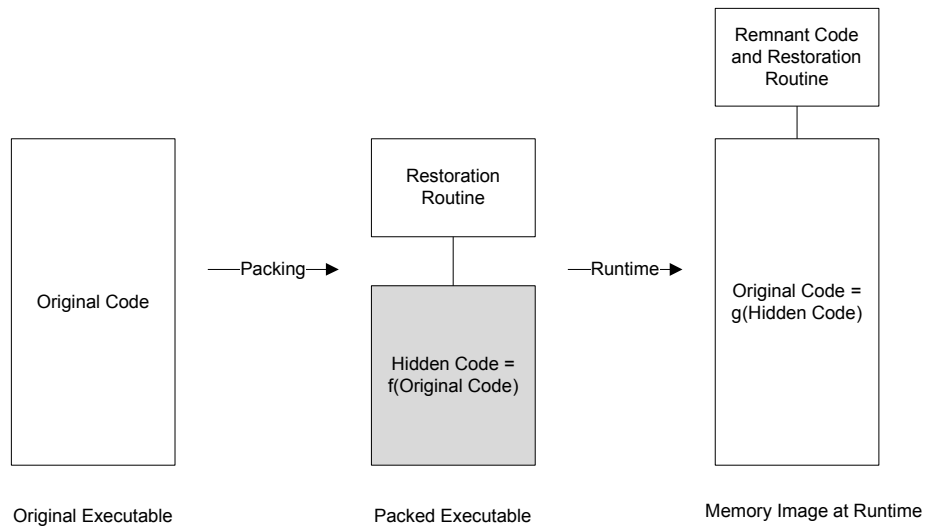 Original Code
Original Executable
Packing
Restoration
Routine
Hidden Code =
f(Original Code)
Packed Executable
Runtime
Remnant Code
and Restoration
Routine
Original Code =
g(Hidden Code)
Memory Image at Runtime